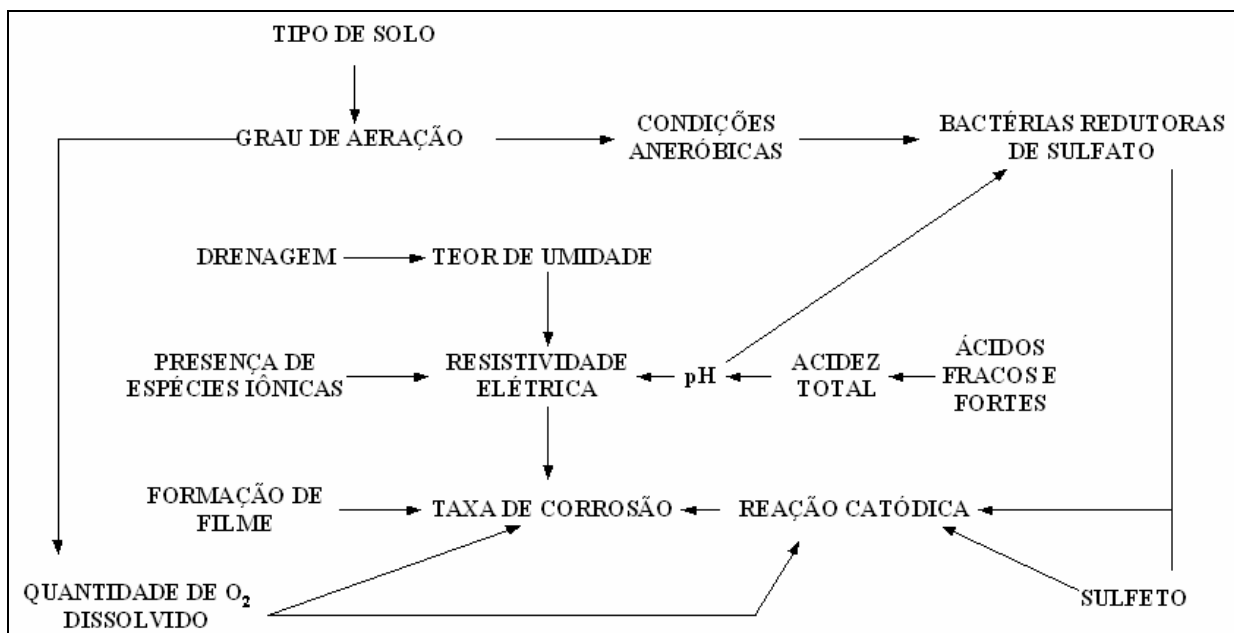 TIPO DE SOLO
GRAU DE AERAÇÃO
CONDIÇÕES
ANERÓBICAS
BACTÉRIAS REDUTORAS
DE SULFATO
DRENAGEM
TEOR DE UMIDADE
PRESENÇA DE
ESPÉCIES IÔNICAS
RESISTIVIDADE
ELÉTRICA
pH
ACIDEZ
TOTAL
ÁCIDOS
FRACOS E
FORTES
FORMAÇÃO DE
FILME
TAXA DE CORROSÃO
REAÇÃO CATÓDICA
QUANTIDADE DE O₂
DISSOLVIDO
SULFETO